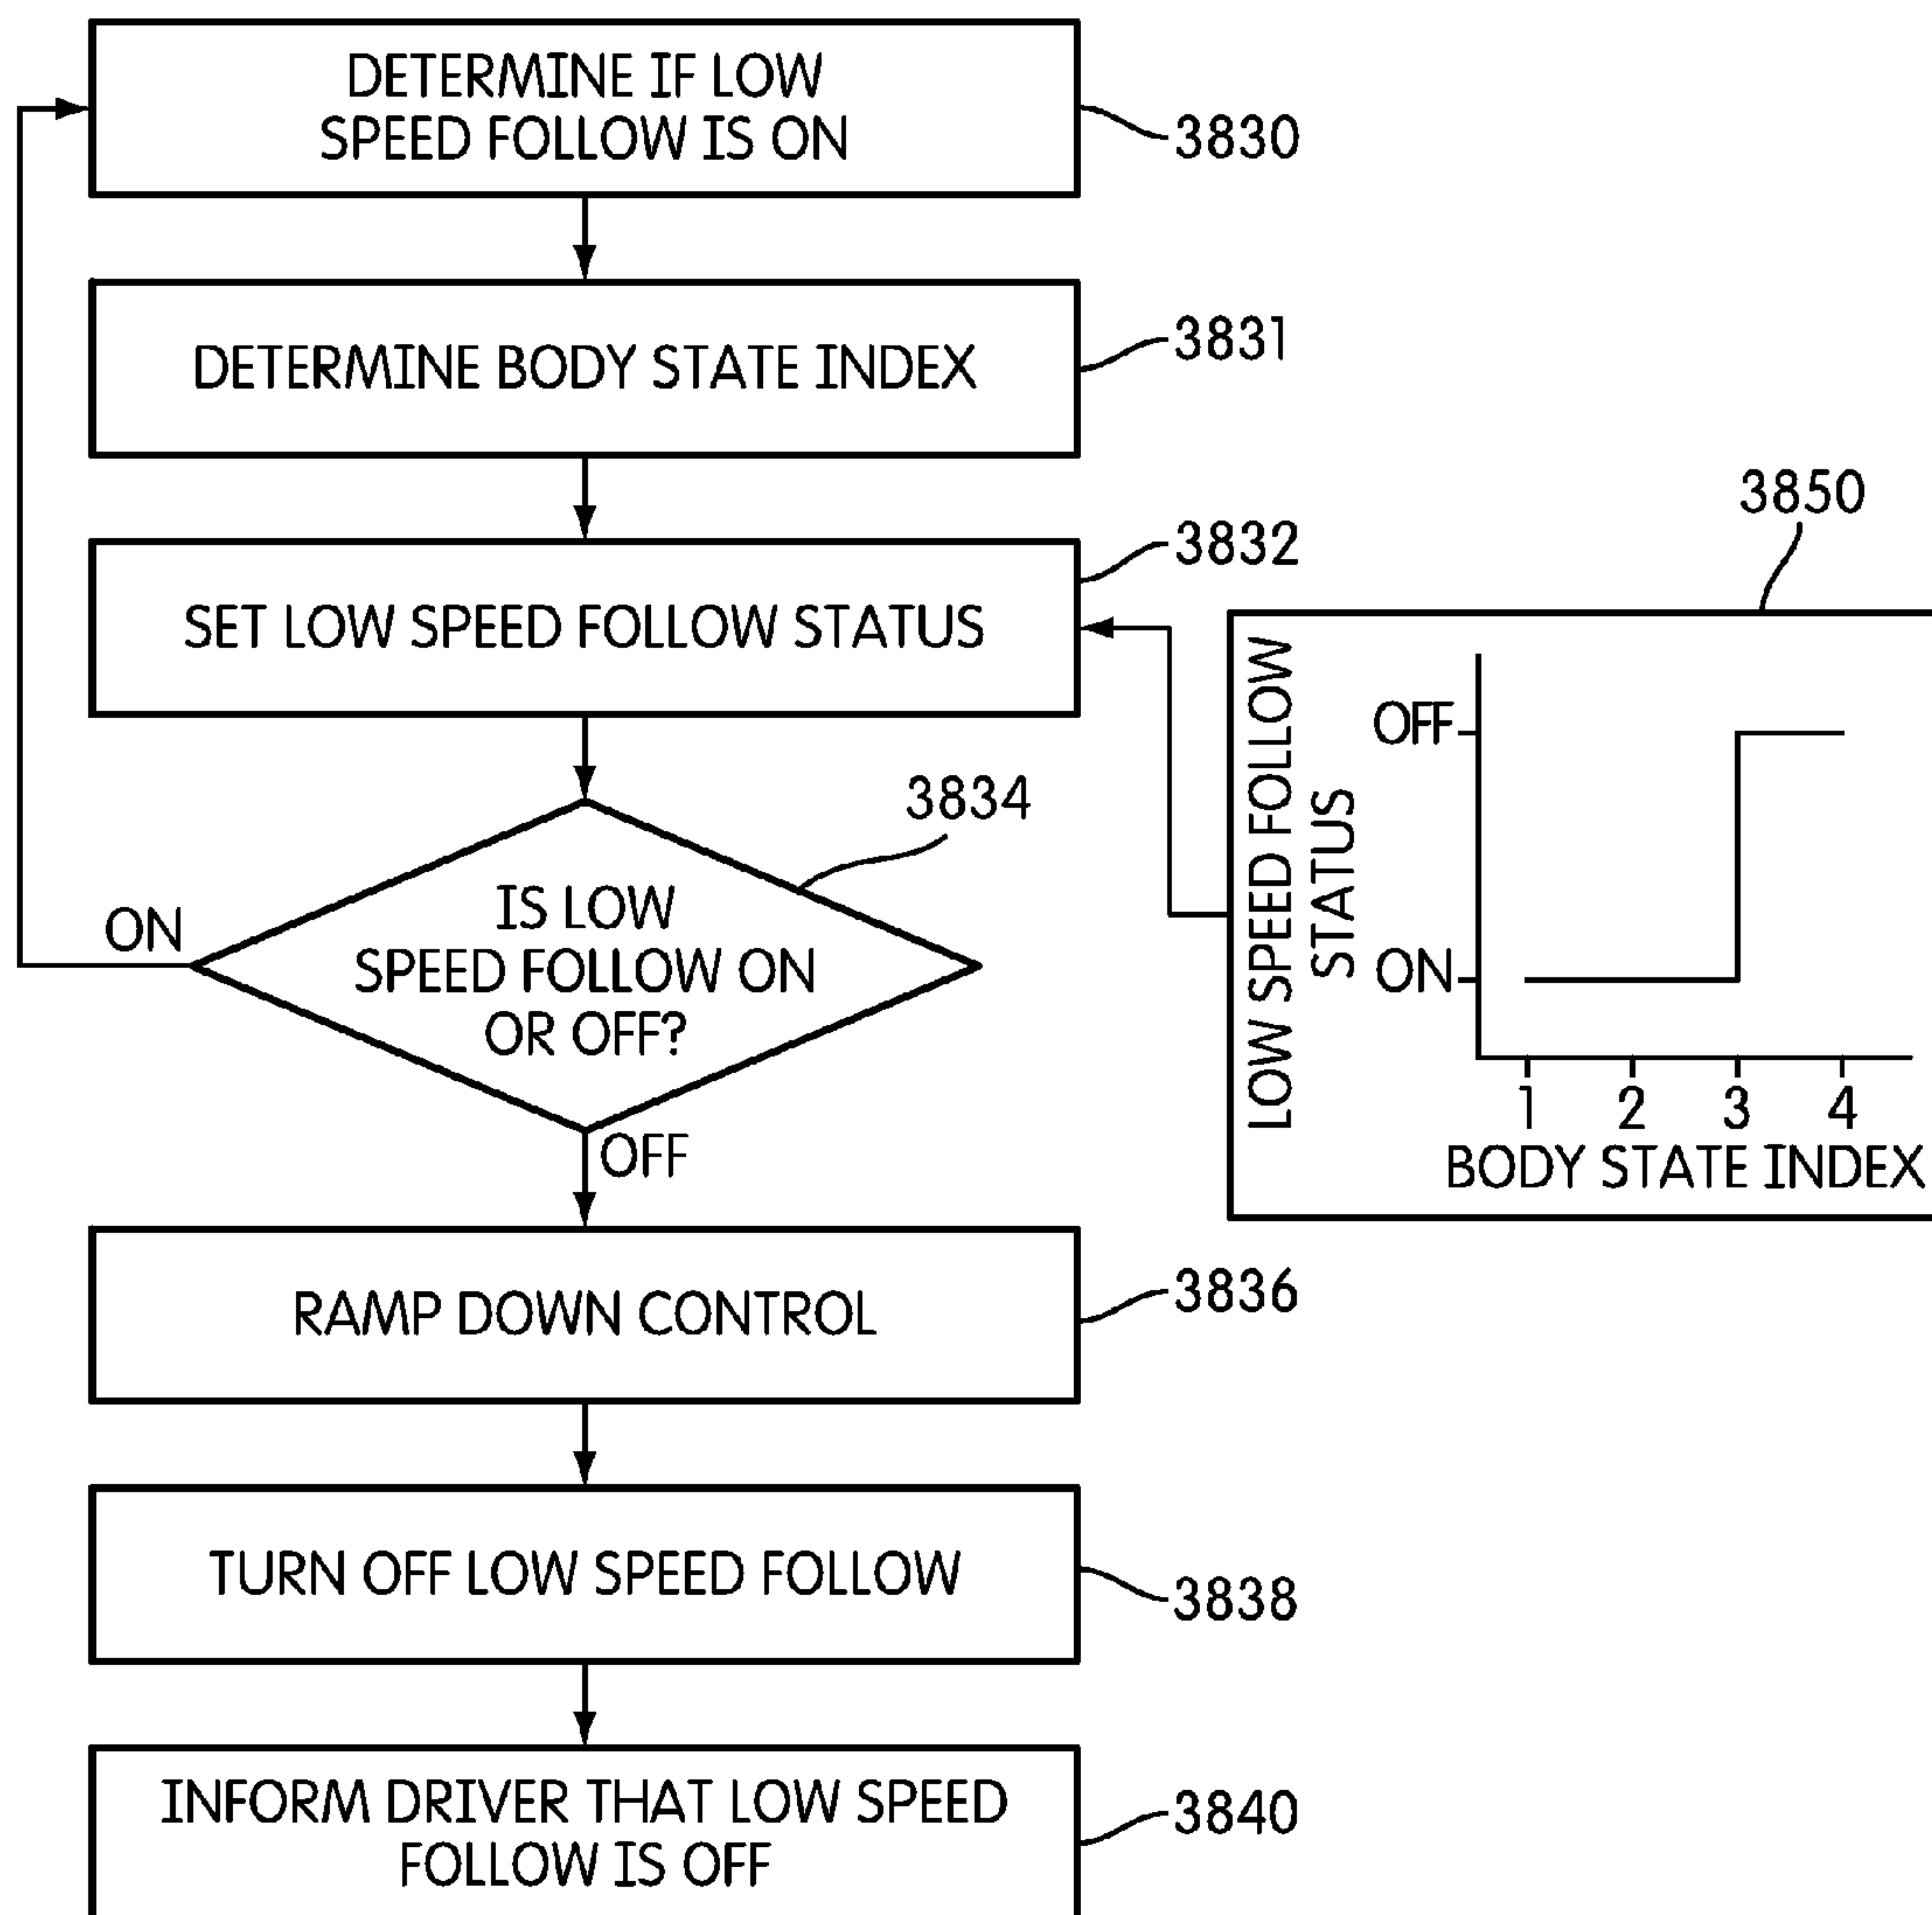 DETERMINE IF LOW
SPEED FOLLOW IS ON
3830
DETERMINE BODY STATE INDEX
3831
SET LOW SPEED FOLLOW STATUS
3832
3850
LOW SPEED FOLLOW
STATUS
OFF
ON
1 2 3 4
BODY STATE INDEX
3834
IS LOW
SPEED FOLLOW ON
OR OFF?
ON
OFF
RAMP DOWN CONTROL
3836
TURN OFF LOW SPEED FOLLOW
3838
INFORM DRIVER THAT LOW SPEED
FOLLOW IS OFF
3840